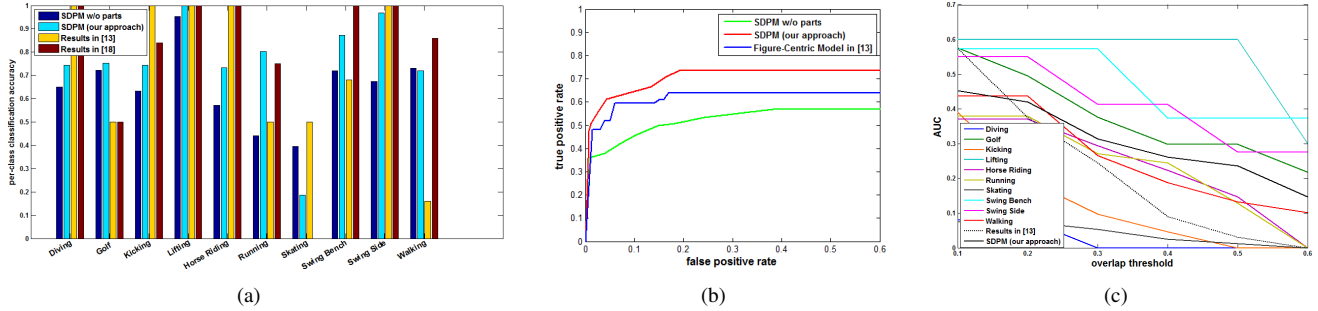 per-class classification accuracy
1
0.9
0.8
0.7
0.6
0.5
0.4
0.3
0.2
0.1
0
SDPM w/o parts
SDPM (our approach)
Results in [13]
Results in [18]
Diving
Golf
Kicking
Lifting
Horse Riding
Running
Skating
Swing Bench
Swing Side
Walking
(a)
true positive rate
1
0.9
0.8
0.7
0.6
0.5
0.4
0.3
0.2
0.1
0
SDPM w/o parts
SDPM (our approach)
Figure-Centric Model in [13]
0 0.1 0.2 0.3 0.4 0.5 0.6
false positive rate
(b)
AUC
0.7
0.6
0.5
0.4
0.3
0.2
0.1
0
Diving
Golf
Kicking
Lifting
Horse Riding
Running
Skating
Swing Bench
Swing Side
Walking
Results in [13]
SDPM (our approach)
0.1 0.2 0.3 0.4 0.5 0.6
overlap threshold
(c)